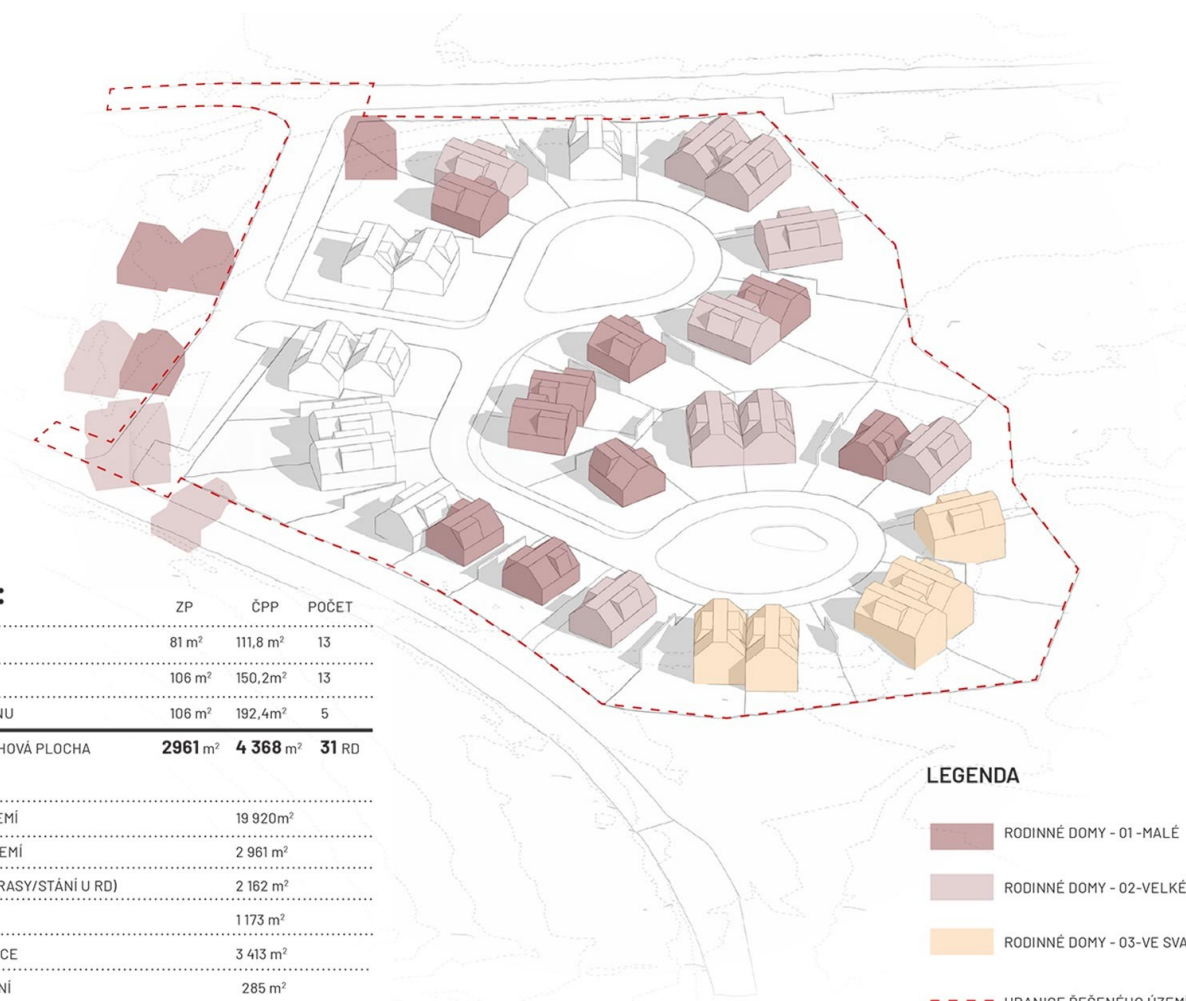 :
ZP ČPP POČET
81 m² 111,8 m² 13
106 m² 150,2m² 13
NU 106 m² 192,4m² 5
HOVÁ PLOCHA 2961 m² 4 368 m² 31 RD
EMÍ 19 920m²
EMÍ 2 961 m²
RASY/STÁNÍ U RD) 2 162 m²
1 173 m²
CE 3 413 m²
NÍ 285 m²
LEGENDA
RODINNÉ DOMY - 01 -MALÉ
RODINNÉ DOMY - 02-VELKÉ
RODINNÉ DOMY - 03-VE SVA
HRANICE ŘEŠENÉHO ÚZEM